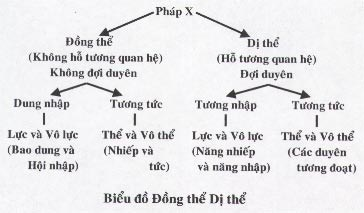 Pháp X
Đồng thể Dị thể
(Không hỗ tương quan hệ) (Hỗ tương quan hệ)
Không đợi duyên Đợi duyên
Dung nhập Tương tức Tương nhập Tương tức
Lực và Vô lực Thể và Vô thể Lực và Vô lực Thể và Vô thể
(Bao dung và (Nhiếp và (Năng nhiếp (Các duyên
Hội nhập) tức) và năng nhập) tương đoạt)
Biểu đồ Đồng thể Dị thể